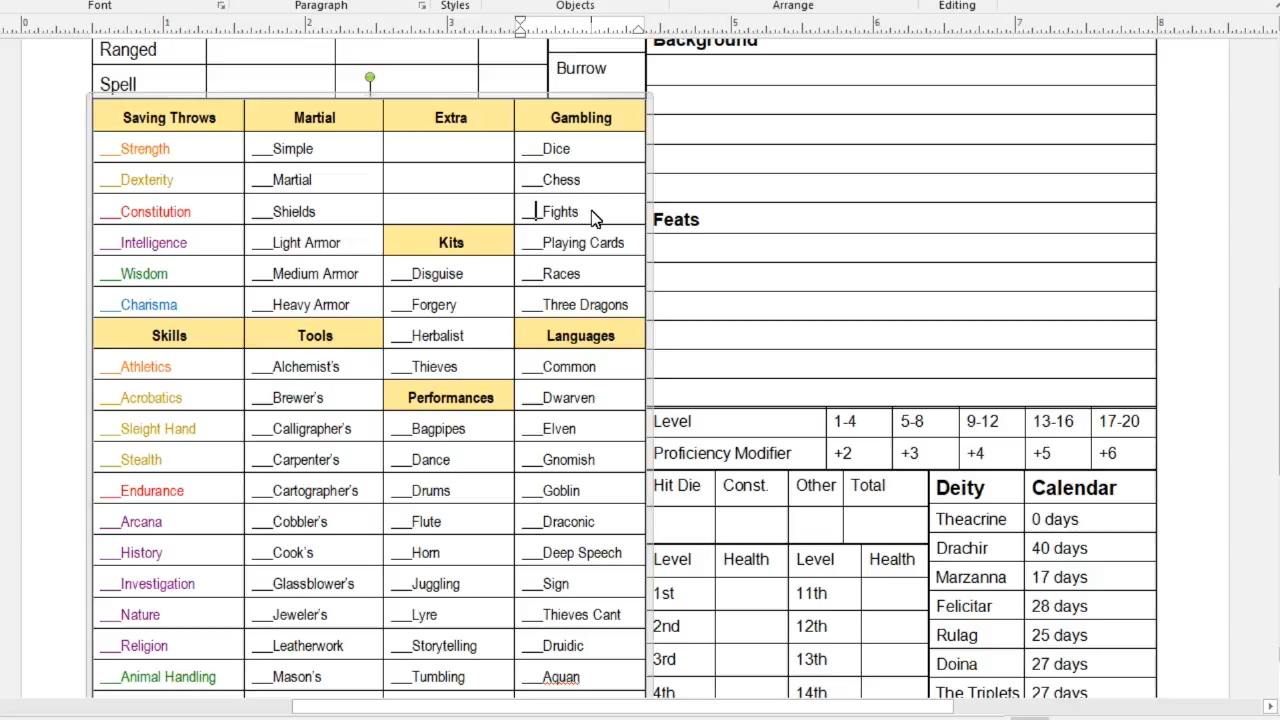 Font Paragraph Styles Objects Arrange Editing
0 1 2 3 5 6 7 8
Ranged
Spell
Burrow
Background
Saving Throws Martial Extra Gambling
___Strength ___Simple ___Dice
___Dexterity ___Martial ___Chess
___Constitution ___Shields ___Fights
___Intelligence ___Light Armor Kits ___Playing Cards
___Wisdom ___Medium Armor ___Disguise ___Races
___Charisma ___Heavy Armor ___Forgery ___Three Dragons
Skills Tools ___Herbalist Languages
___Athletics ___Alchemist's ___Thieves ___Common
___Acrobatics ___Brewer's Performances ___Dwarven
___Sleight Hand ___Calligrapher's ___Bagpipes ___Elven
___Stealth ___Carpenter's ___Dance ___Gnomish
___Endurance ___Cartographer's ___Drums ___Goblin
___Arcana ___Cobbler's ___Flute ___Draconic
___History ___Cook's ___Horn ___Deep Speech
___Investigation ___Glassblower's ___Juggling ___Sign
___Nature ___Jeweler's ___Lyre ___Thieves Cant
___Religion ___Leatherwork ___Storytelling ___Druidic
___Animal Handling ___Mason's ___Tumbling ___Aquan
Feats
Level 1-4 5-8 9-12 13-16 17-20
Proficiency Modifier +2 +3 +4 +5 +6
Hit Die Const. Other Total
Level Health Level Health
1st 11th
2nd 12th
3rd 13th
4th 14th
Deity Calendar
Theacrine 0 days
Drachir 40 days
Marzanna 17 days
Felicitar 28 days
Rulag 25 days
Doina 27 days
The Triplets 27 days